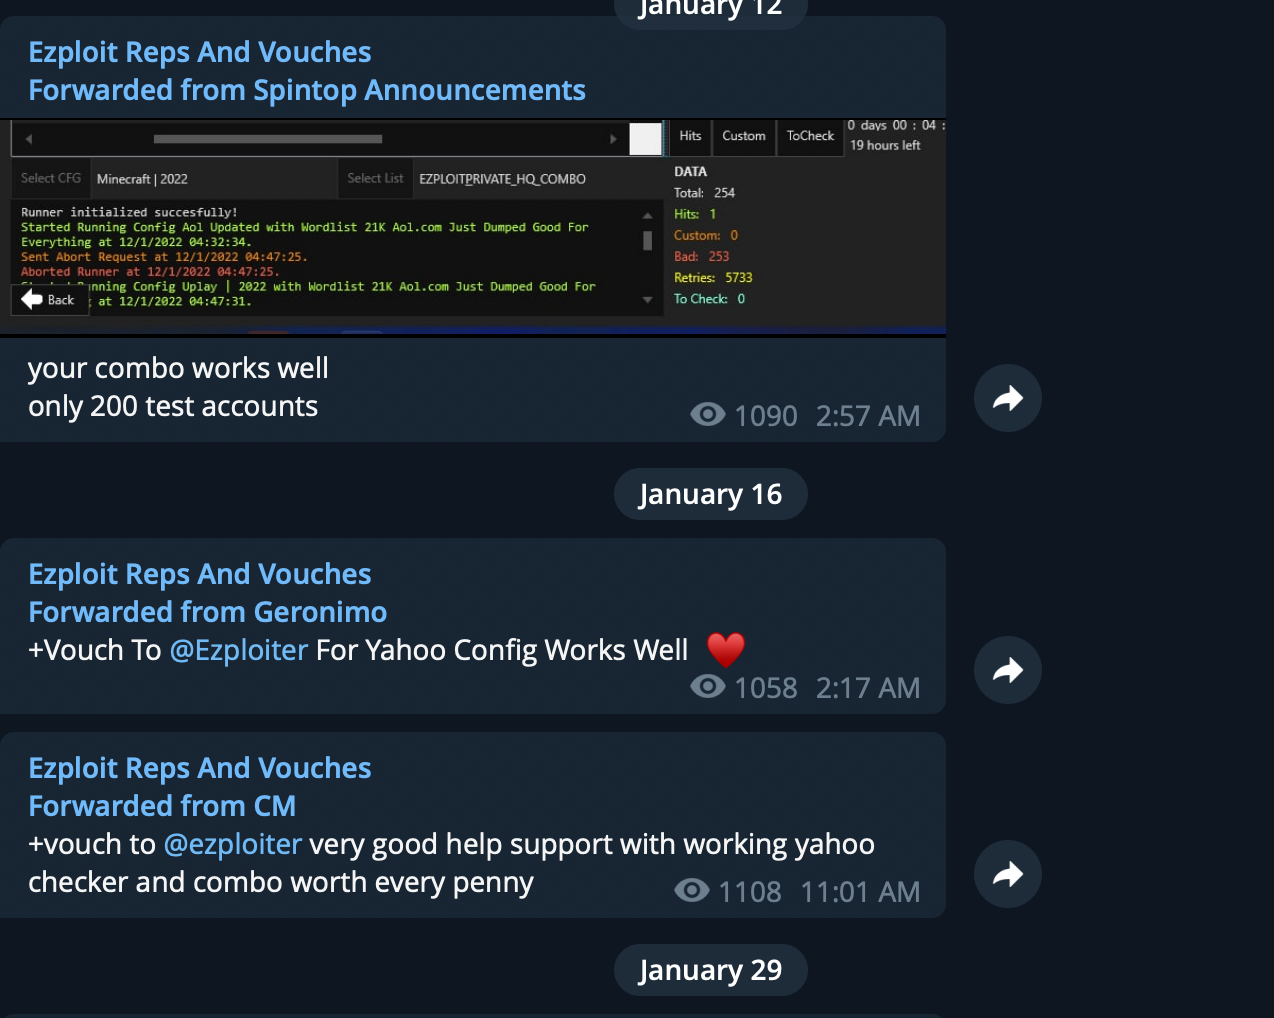 January 12
Ezploit Reps And Vouches
Forwarded from Spintop Announcements
Hits Custom ToCheck
0 days 00 : 04 :
19 hours left
Select CFG Minecraft | 2022 Select List EZPLOITPRIVATE_HQ_COMBO
DATA
Total: 254
Hits: 1
Custom: 0
Bad: 253
Retries: 5733
To Check: 0
Runner initialized succesfully!
Started Running Config Aol Updated with Wordlist 21K Aol.com Just Dumped Good For
Everything at 12/1/2022 04:32:34.
Sent Abort Request at 12/1/2022 04:47:25.
Aborted Runner at 12/1/2022 04:47:25.
nning Config Uplay | 2022 with Wordlist 21K Aol.com Just Dumped Good For
Back at 12/1/2022 04:47:31.
your combo works well
only 200 test accounts
1090 2:57 AM
January 16
Ezploit Reps And Vouches
Forwarded from Geronimo
+Vouch To @Ezploiter For Yahoo Config Works Well
1058 2:17 AM
Ezploit Reps And Vouches
Forwarded from CM
+vouch to @ezploiter very good help support with working yahoo
checker and combo worth every penny
1108 11:01 AM
January 29